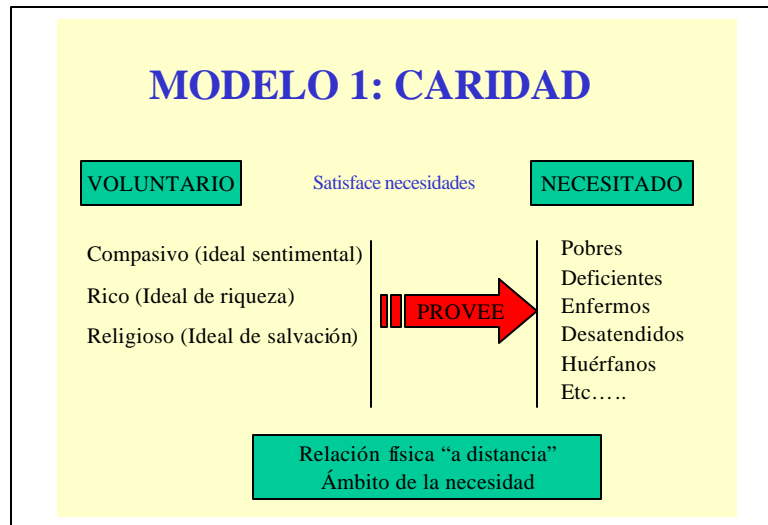 MODELO 1: CARIDAD
VOLUNTARIO
Satisface necesidades
NECESITADO
Compasivo (ideal sentimental)
Rico (Ideal de riqueza)
Religioso (Ideal de salvación)
PROVEE
Pobres
Deficientes
Enfermos
Desatendidos
Huérfanos
Etc…..
Relación física “a distancia”
Ámbito de la necesidad